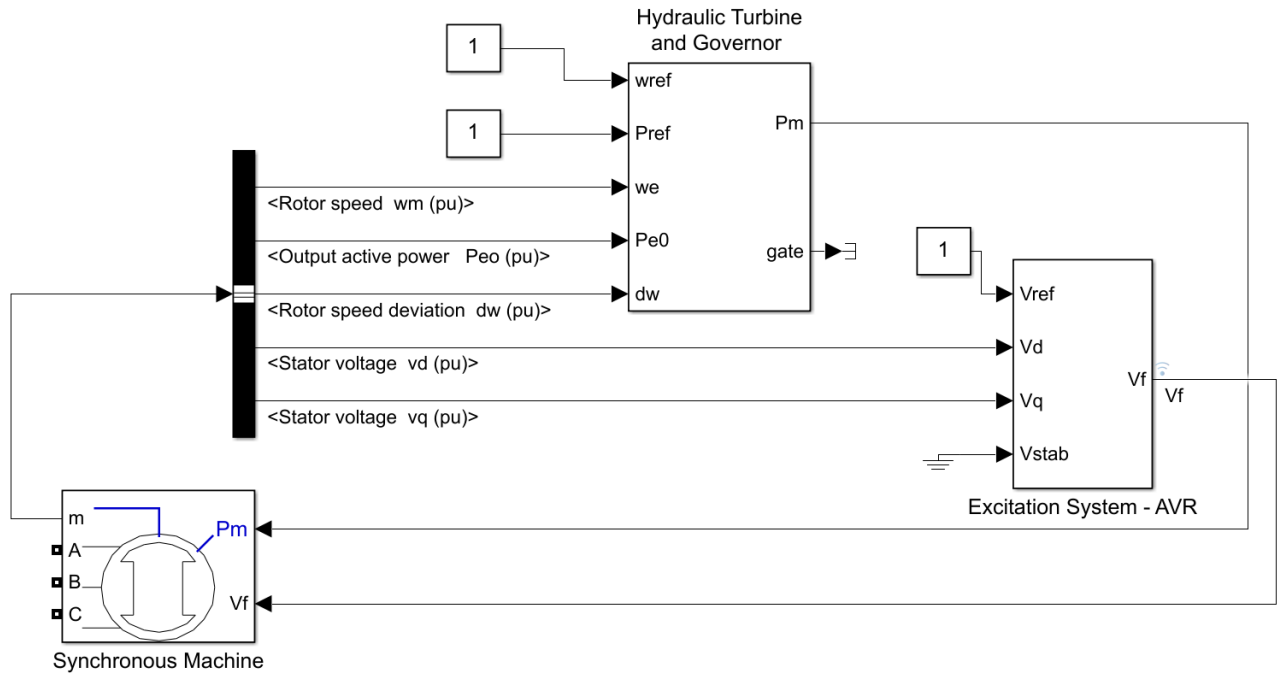 Hydraulic Turbine
and Governor
1
wref
1
Pref
Pm
we
<Rotor speed  wm (pu)>
Pe0
<Output active power   Peo (pu)>
gate
1
dw
<Rotor speed deviation  dw (pu)>
Vref
<Stator voltage  vd (pu)>
Vd
<Stator voltage  vq (pu)>
Vq
Vf
Vf
Vstab
Excitation System - AVR
m
Pm
A
B
C
Vf
Synchronous Machine